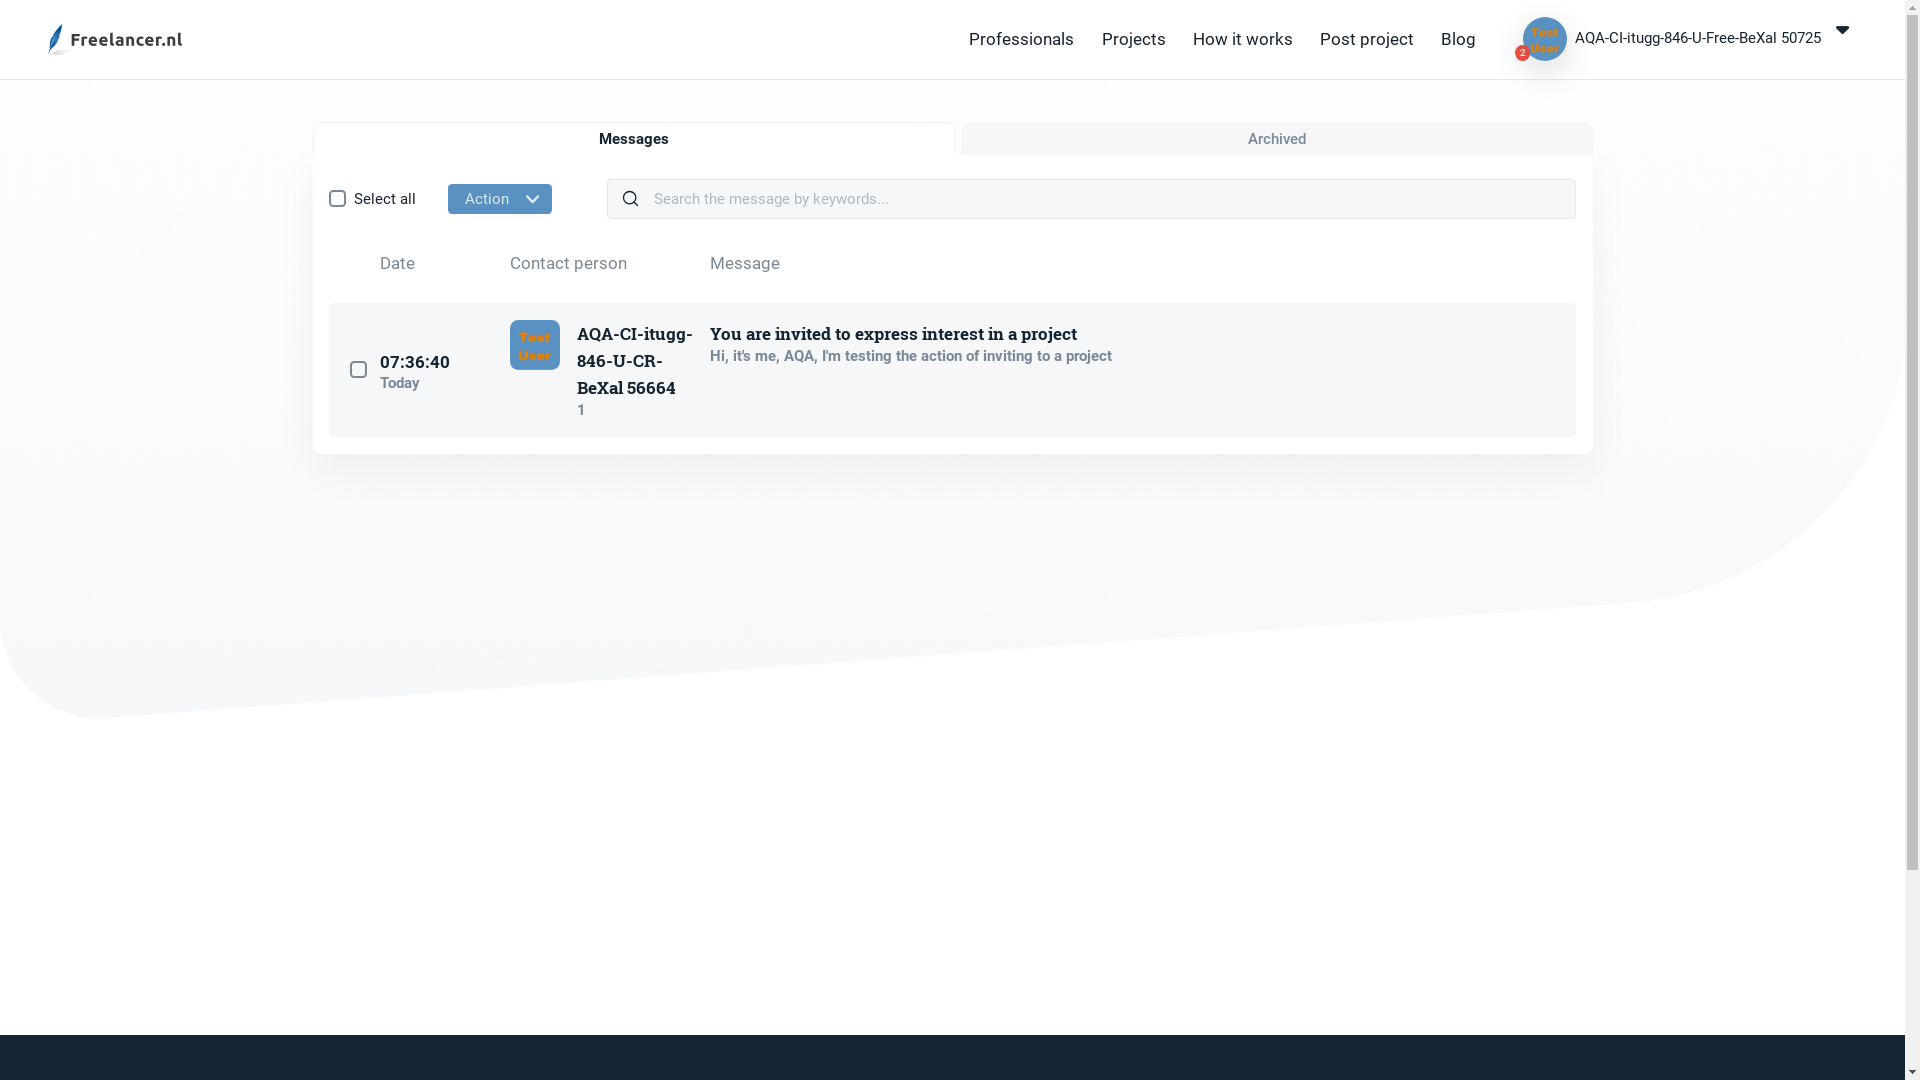 Freelancer.nl
Professionals
Projects
How it works
Post project
Blog
Test
User
2
AQA-CI-itugg-846-U-Free-BeXal 50725
Messages
Archived
Select all
Action
Search the message by keywords...
Date
Contact person
Message
07:36:40
Today
Test
User
AQA-CI-itugg-
846-U-CR-
BeXal 56664
1
You are invited to express interest in a project
Hi, it's me, AQA, I'm testing the action of inviting to a project